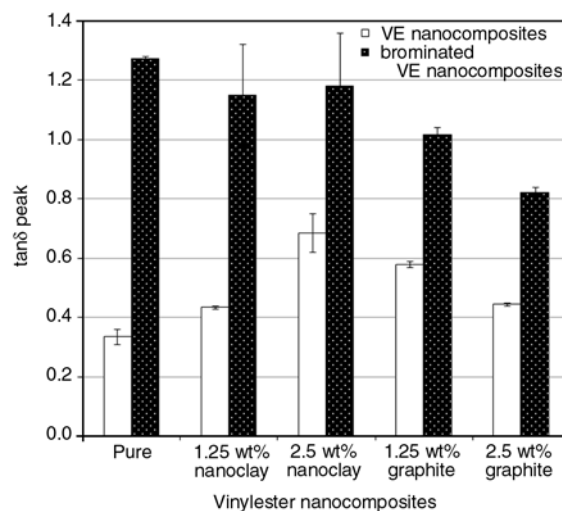 1.4
1.2
1.0
0.8
0.6
0.4
0.2
0.0
tanδ peak
VE nanocomposites
brominated
VE nanocomposites
Pure
1.25 wt%
nanoclay
2.5 wt%
nanoclay
1.25 wt%
graphite
2.5 wt%
graphite
Vinylester nanocomposites